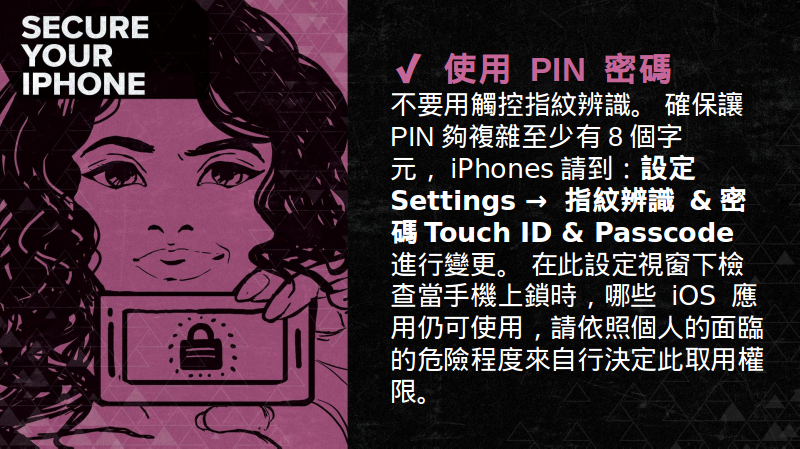 SECURE
YOUR
IPHONE
✓ 使用 PIN 密碼
不要用觸控指紋辨識。 確保讓
PIN 夠複雜至少有 8 個字
元， iPhones 請到：設定
Settings → 指紋辨識 & 密
碼 Touch ID & Passcode
進行變更。 在此設定視窗下檢
查當手機上鎖時，哪些 iOS 應
用仍可使用，請依照個人的面臨
的危險程度來自行決定此取用權
限。